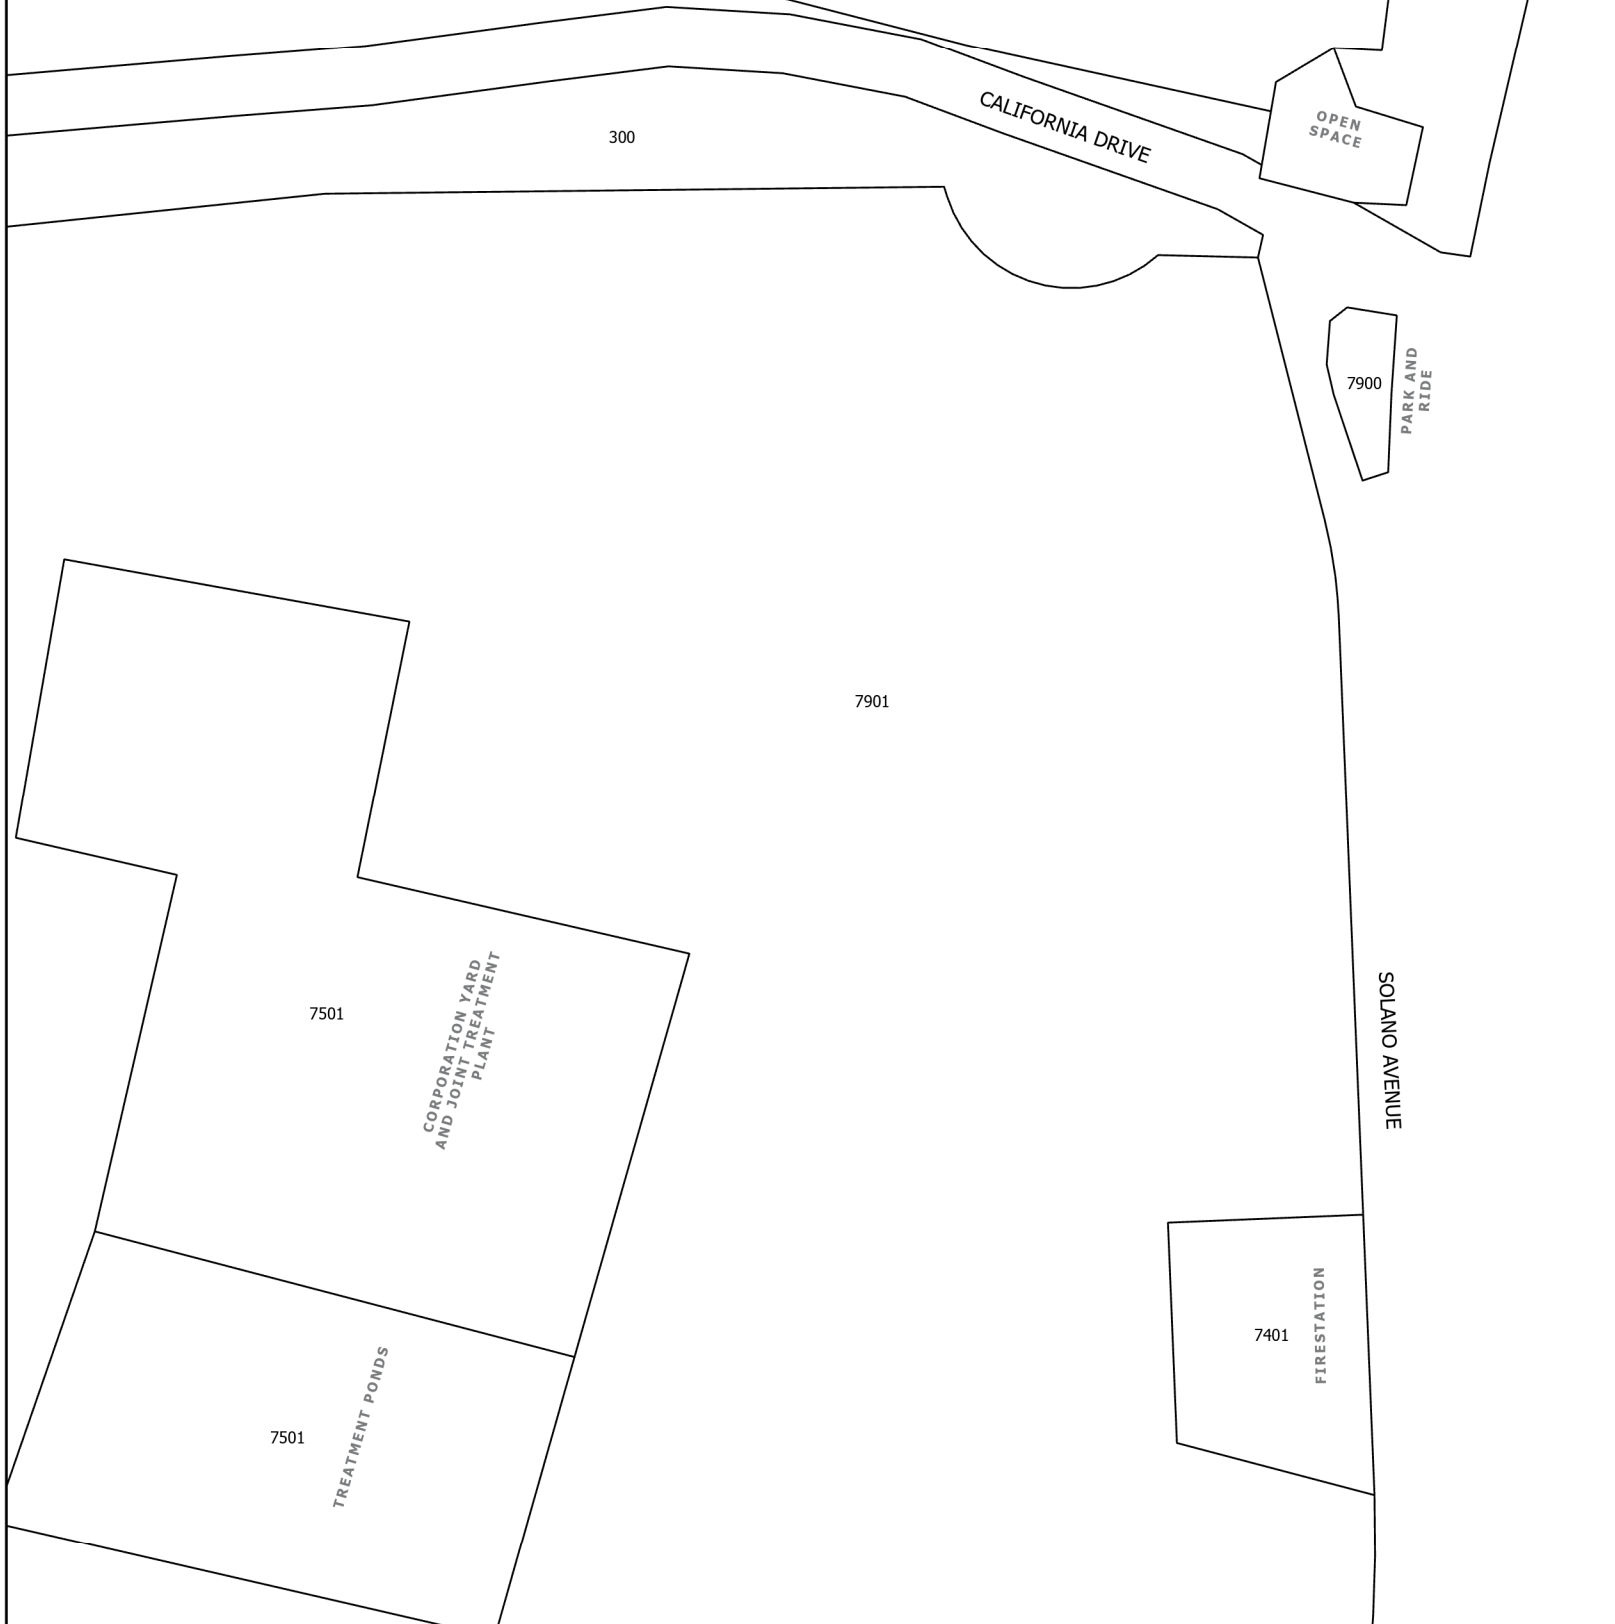 CALIFORNIA DRIVE
OPEN
SPACE
300
7900
PARK AND
RIDE
7901
7501
CORPORATION YARD
AND JOINT TREATMENT
PLANT
SOLANO AVENUE
7401
FIRESTATION
7501
TREATMENT PONDS